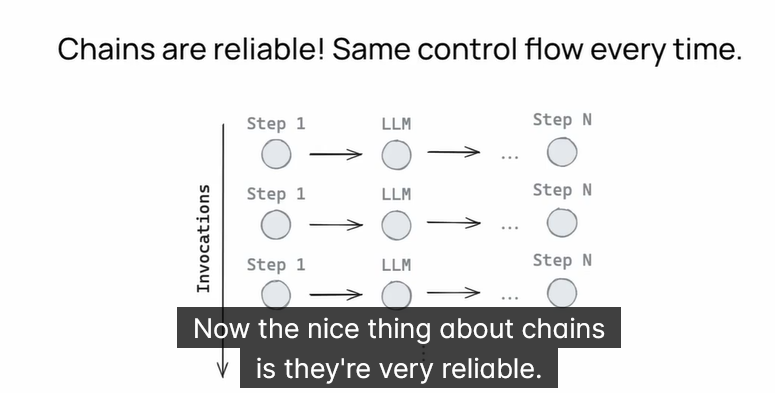 Chains are reliable! Same control flow every time.
Step 1 LLM Step N
...
Step 1 LLM Step N
...
Invocations
Step 1 LLM Step N
...
Now the nice thing about chains
is they're very reliable.